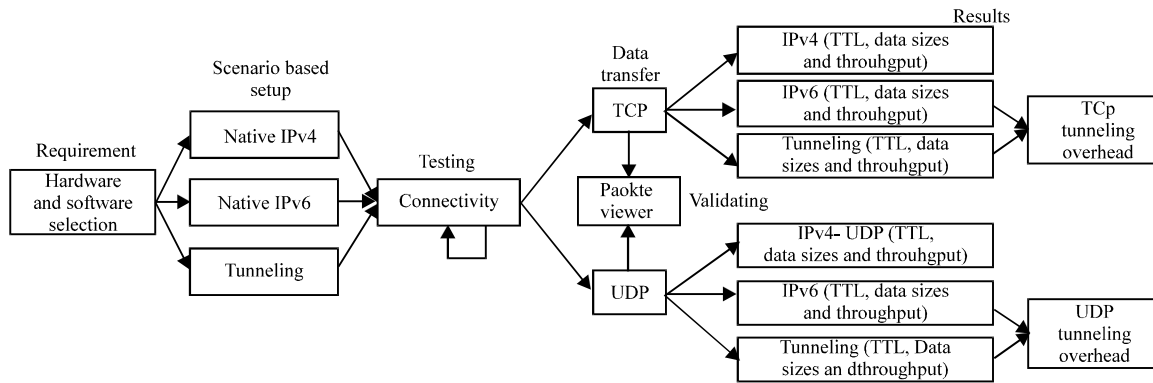 Requirement
Hardware
and software
selection
Scenario based
setup
Native IPv4
Native IPv6
Tunneling
Testing
Connectivity
Data
transfer
TCP
Paokte
viewer
Validating
UDP
Results
IPv4 (TTL, data sizes
and throuhgput)
IPv6 (TTL, data sizes
and throuhgput)
Tunneling (TTL, data
sizes and throuhgput)
TCp
tunneling
overhead
IPv4- UDP (TTL,
data sizes and throuhgput)
IPv6 (TTL, data sizes
and throughput)
Tunneling (TTL, Data
sizes an dthroughput)
UDP
tunneling
overhead